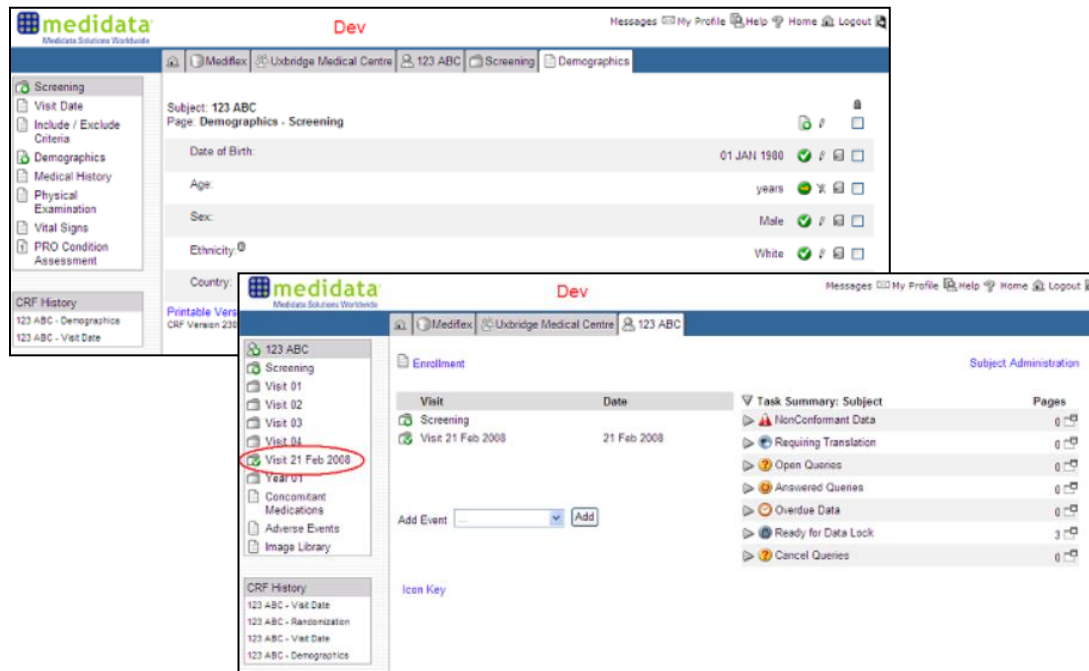 medidata
Medidata Solutions Worldwide
Dev
Messages My Profile Help Home Logout
Mediflex Uxbridge Medical Centre 123 ABC Screening Demographics
Screening
Visit Date
Include / Exclude
Criteria
Demographics
Medical History
Physical
Examination
Vital Signs
PRO Condition
Assessment
CRF History
123 ABC - Demographics
123 ABC - Visit Date
Subject: 123 ABC
Page: Demographics - Screening
Date of Birth: 01 JAN 1980
Age: years
Sex: Male
Ethnicity: White
Country:
Printable Vers
CRF Version 230
medidata
Medidata Solutions Worldwide
Dev
Messages My Profile Help Home Logout
Mediflex Uxbridge Medical Centre 123 ABC
123 ABC
Screening
Visit 01
Visit 02
Visit 03
Visit 04
Visit 21 Feb 2008
Year 01
Concomitant
Medications
Adverse Events
Image Library
CRF History
123 ABC - Visit Date
123 ABC - Randomization
123 ABC - Visit Date
123 ABC - Demographics
Enrollment Subject Administration
Visit Date
Screening
Visit 21 Feb 2008 21 Feb 2008
Add Event ... Add
Icon Key
Task Summary: Subject Pages
NonConformant Data 0
Requiring Translation 0
Open Queries 0
Answered Queries 0
Overdue Data 0
Ready for Data Lock 3
Cancel Queries 0